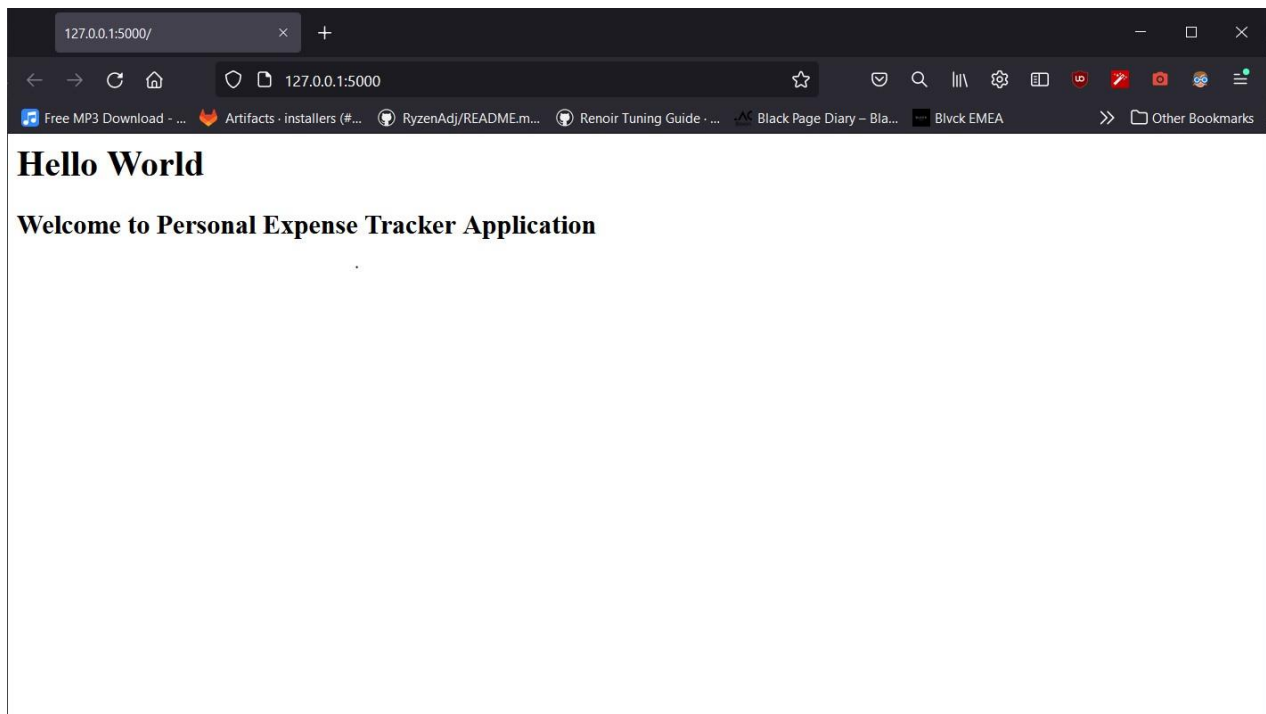 127.0.0.1:5000/
127.0.0.1:5000
Free MP3 Download - ... Artifacts · installers (#... RyzenAdj/README.m... Renoir Tuning Guide · ... Black Page Diary – Bla... Blvck EMEA Other Bookmarks
Hello World
Welcome to Personal Expense Tracker Application
.